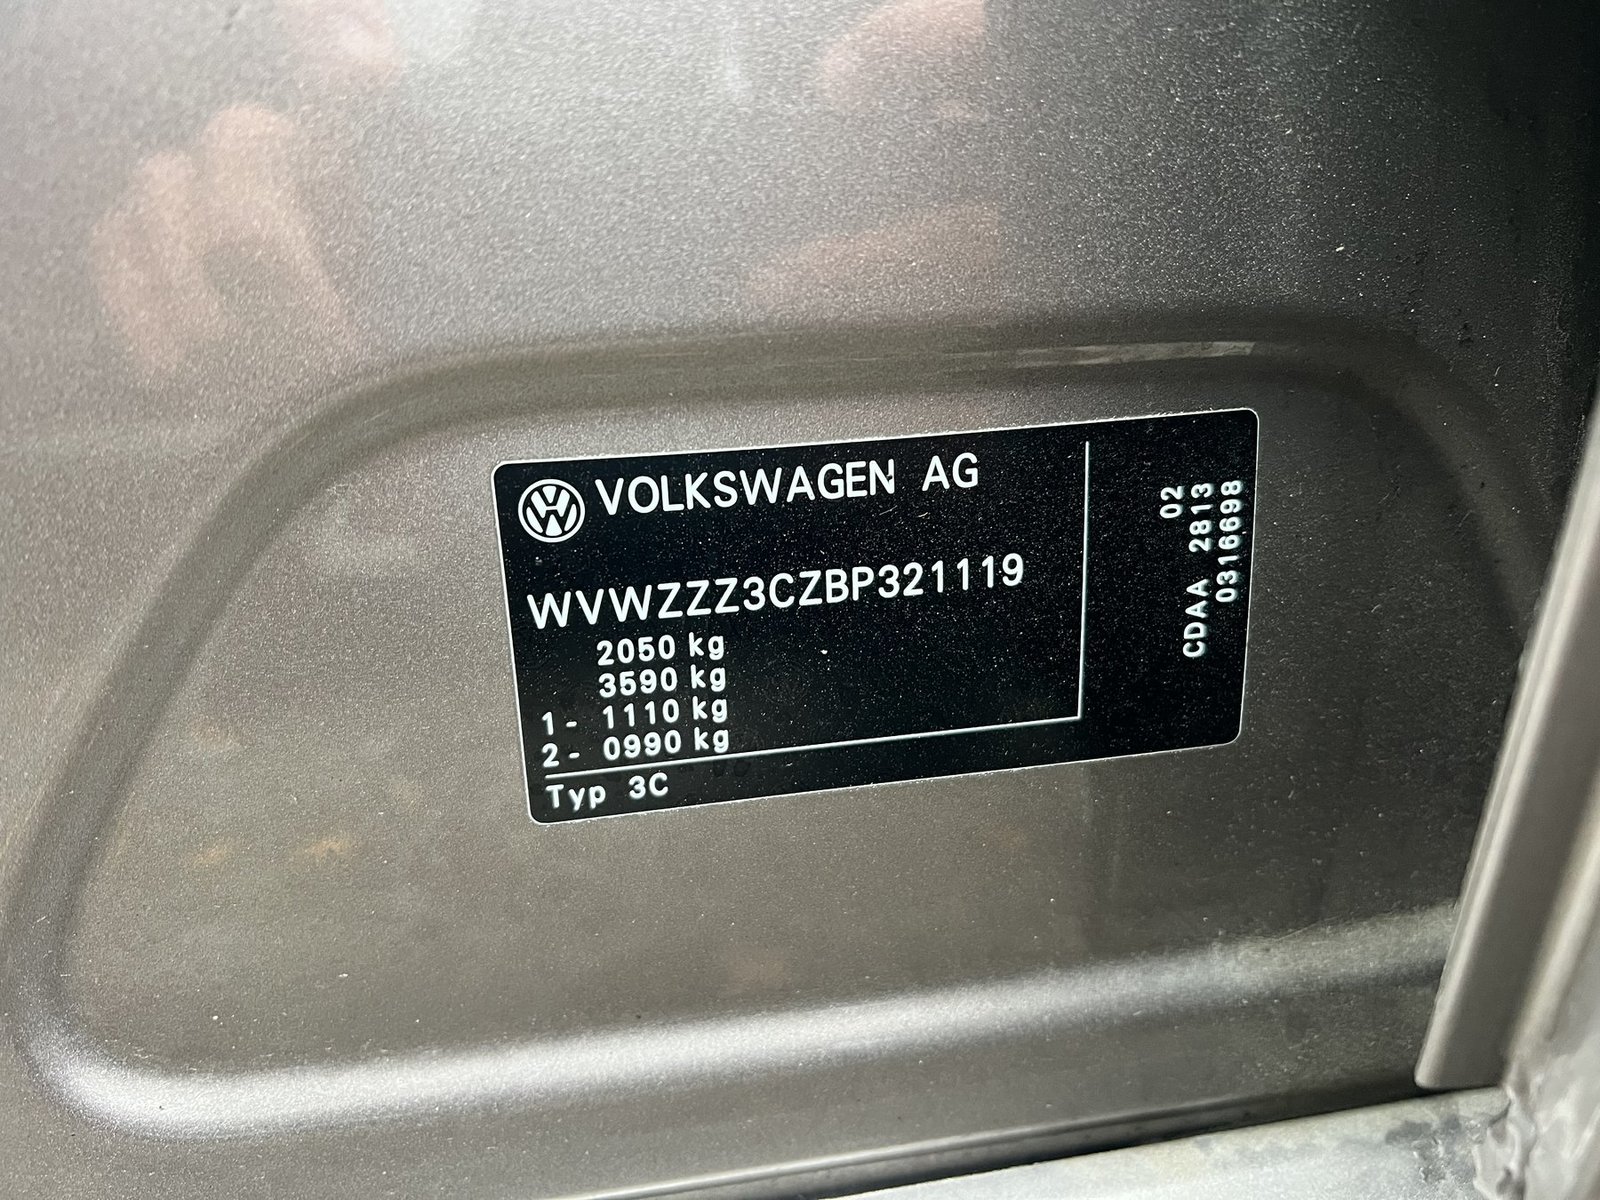 VOLKSWAGEN AG
WVWZZZ3CZBP321119
2050 kg
3590 kg
1- 1110 kg
2- 0990 kg
Typ 3C
02
CDAA 2813
0316698